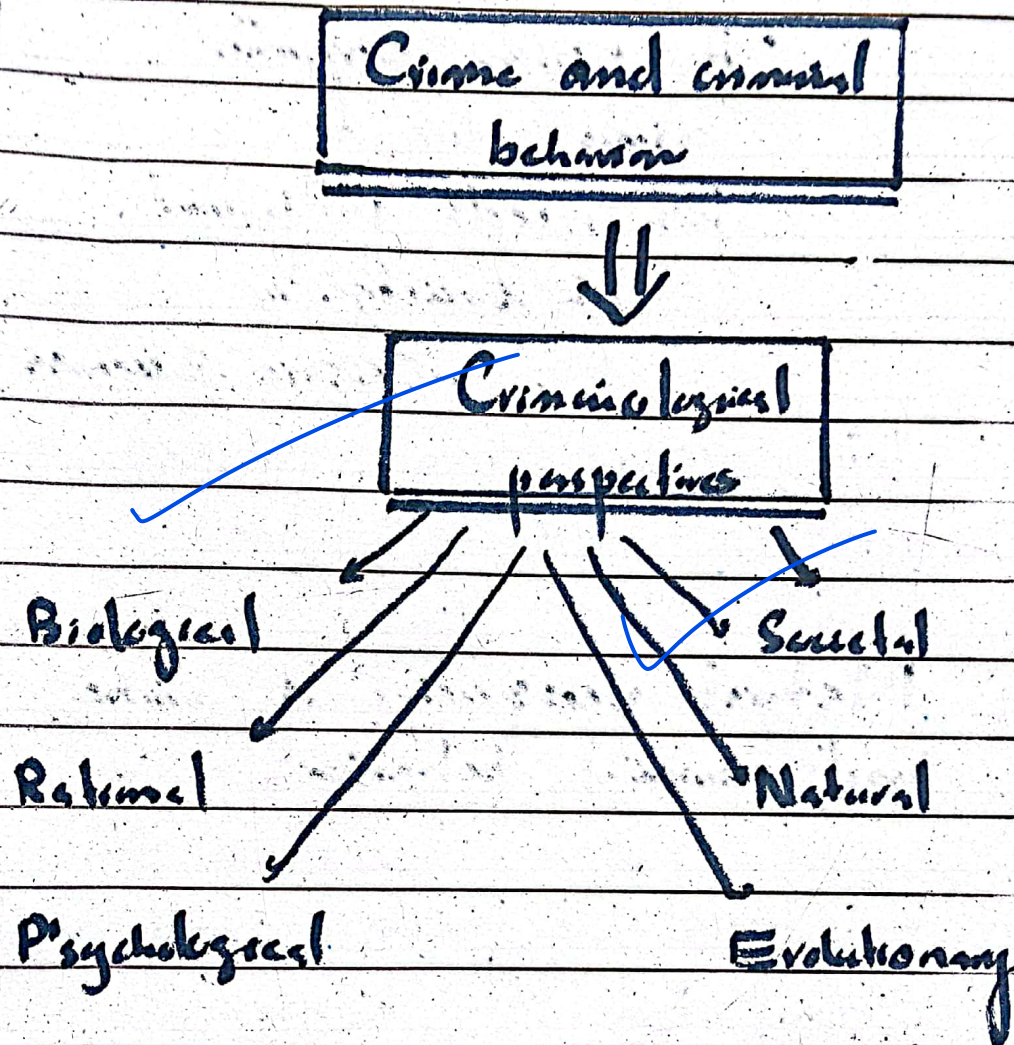 Crime and criminal
behavior
Criminological
perspectives
Biological
Societal
Rational
Natural
Psychological
Evolutionary